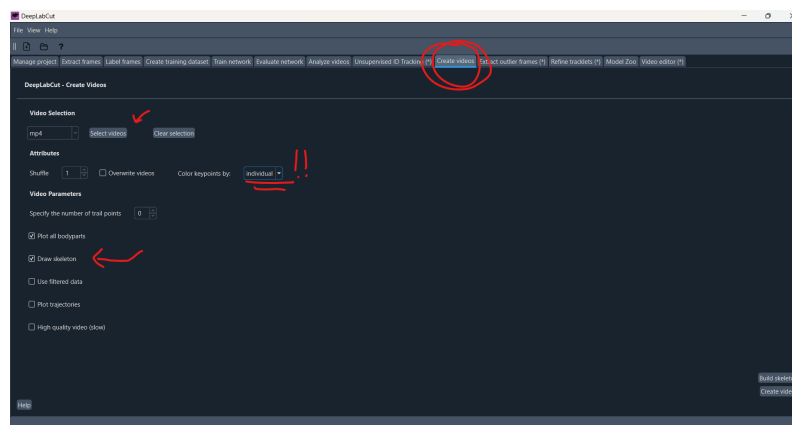 DeepLabCut
File View Help
?
Manage project Extract frames Label frames Create training dataset Train network Evaluate network Analyze videos Unsupervised ID Tracking (*) Create videos Extract outlier frames (*) Refine tracklets (*) Model Zoo Video editor (*)
DeepLabCut - Create Videos
Video Selection
mp4 Select videos Clear selection
Attributes
Shuffle 1 Overwrite videos Color keypoints by: individual !!
Video Parameters
Specify the number of trail points 0
Plot all bodyparts
Draw skeleton
Use filtered data
Plot trajectories
High quality video (slow)
Build skelet
Create vide
Help